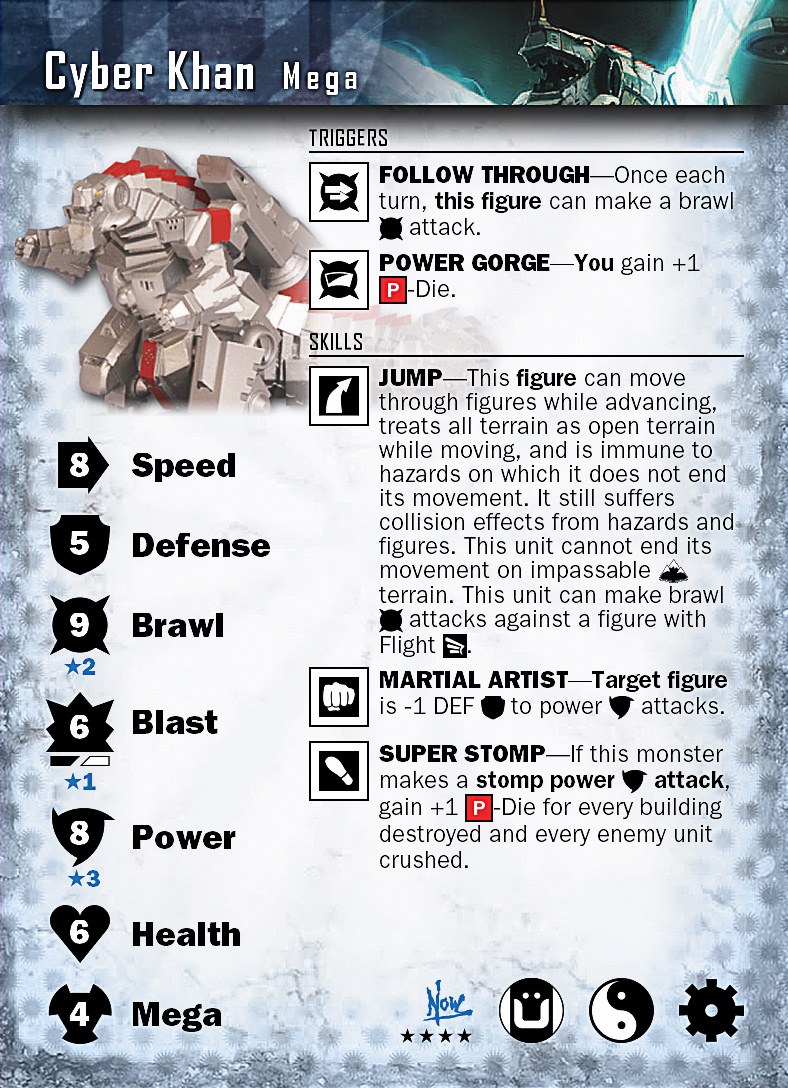 Cyber Khan Mega
TRIGGERS
FOLLOW THROUGH—Once each
turn, this figure can make a brawl
attack.
POWER GORGE—You gain +1
P-Die.
SKILLS
JUMP—This figure can move
through figures while advancing,
treats all terrain as open terrain
while moving, and is immune to
hazards on which it does not end
its movement. It still suffers
collision effects from hazards and
figures. This unit cannot end its
movement on impassable
terrain. This unit can make brawl
attacks against a figure with
Flight .
MARTIAL ARTIST—Target figure
is -1 DEF to power attacks.
SUPER STOMP—If this monster
makes a stomp power attack,
gain +1 P-Die for every building
destroyed and every enemy unit
crushed.
8 Speed
5 Defense
9 Brawl
★2
6 Blast
★1
8 Power
★3
6 Health
4 Mega
Now
★★★★